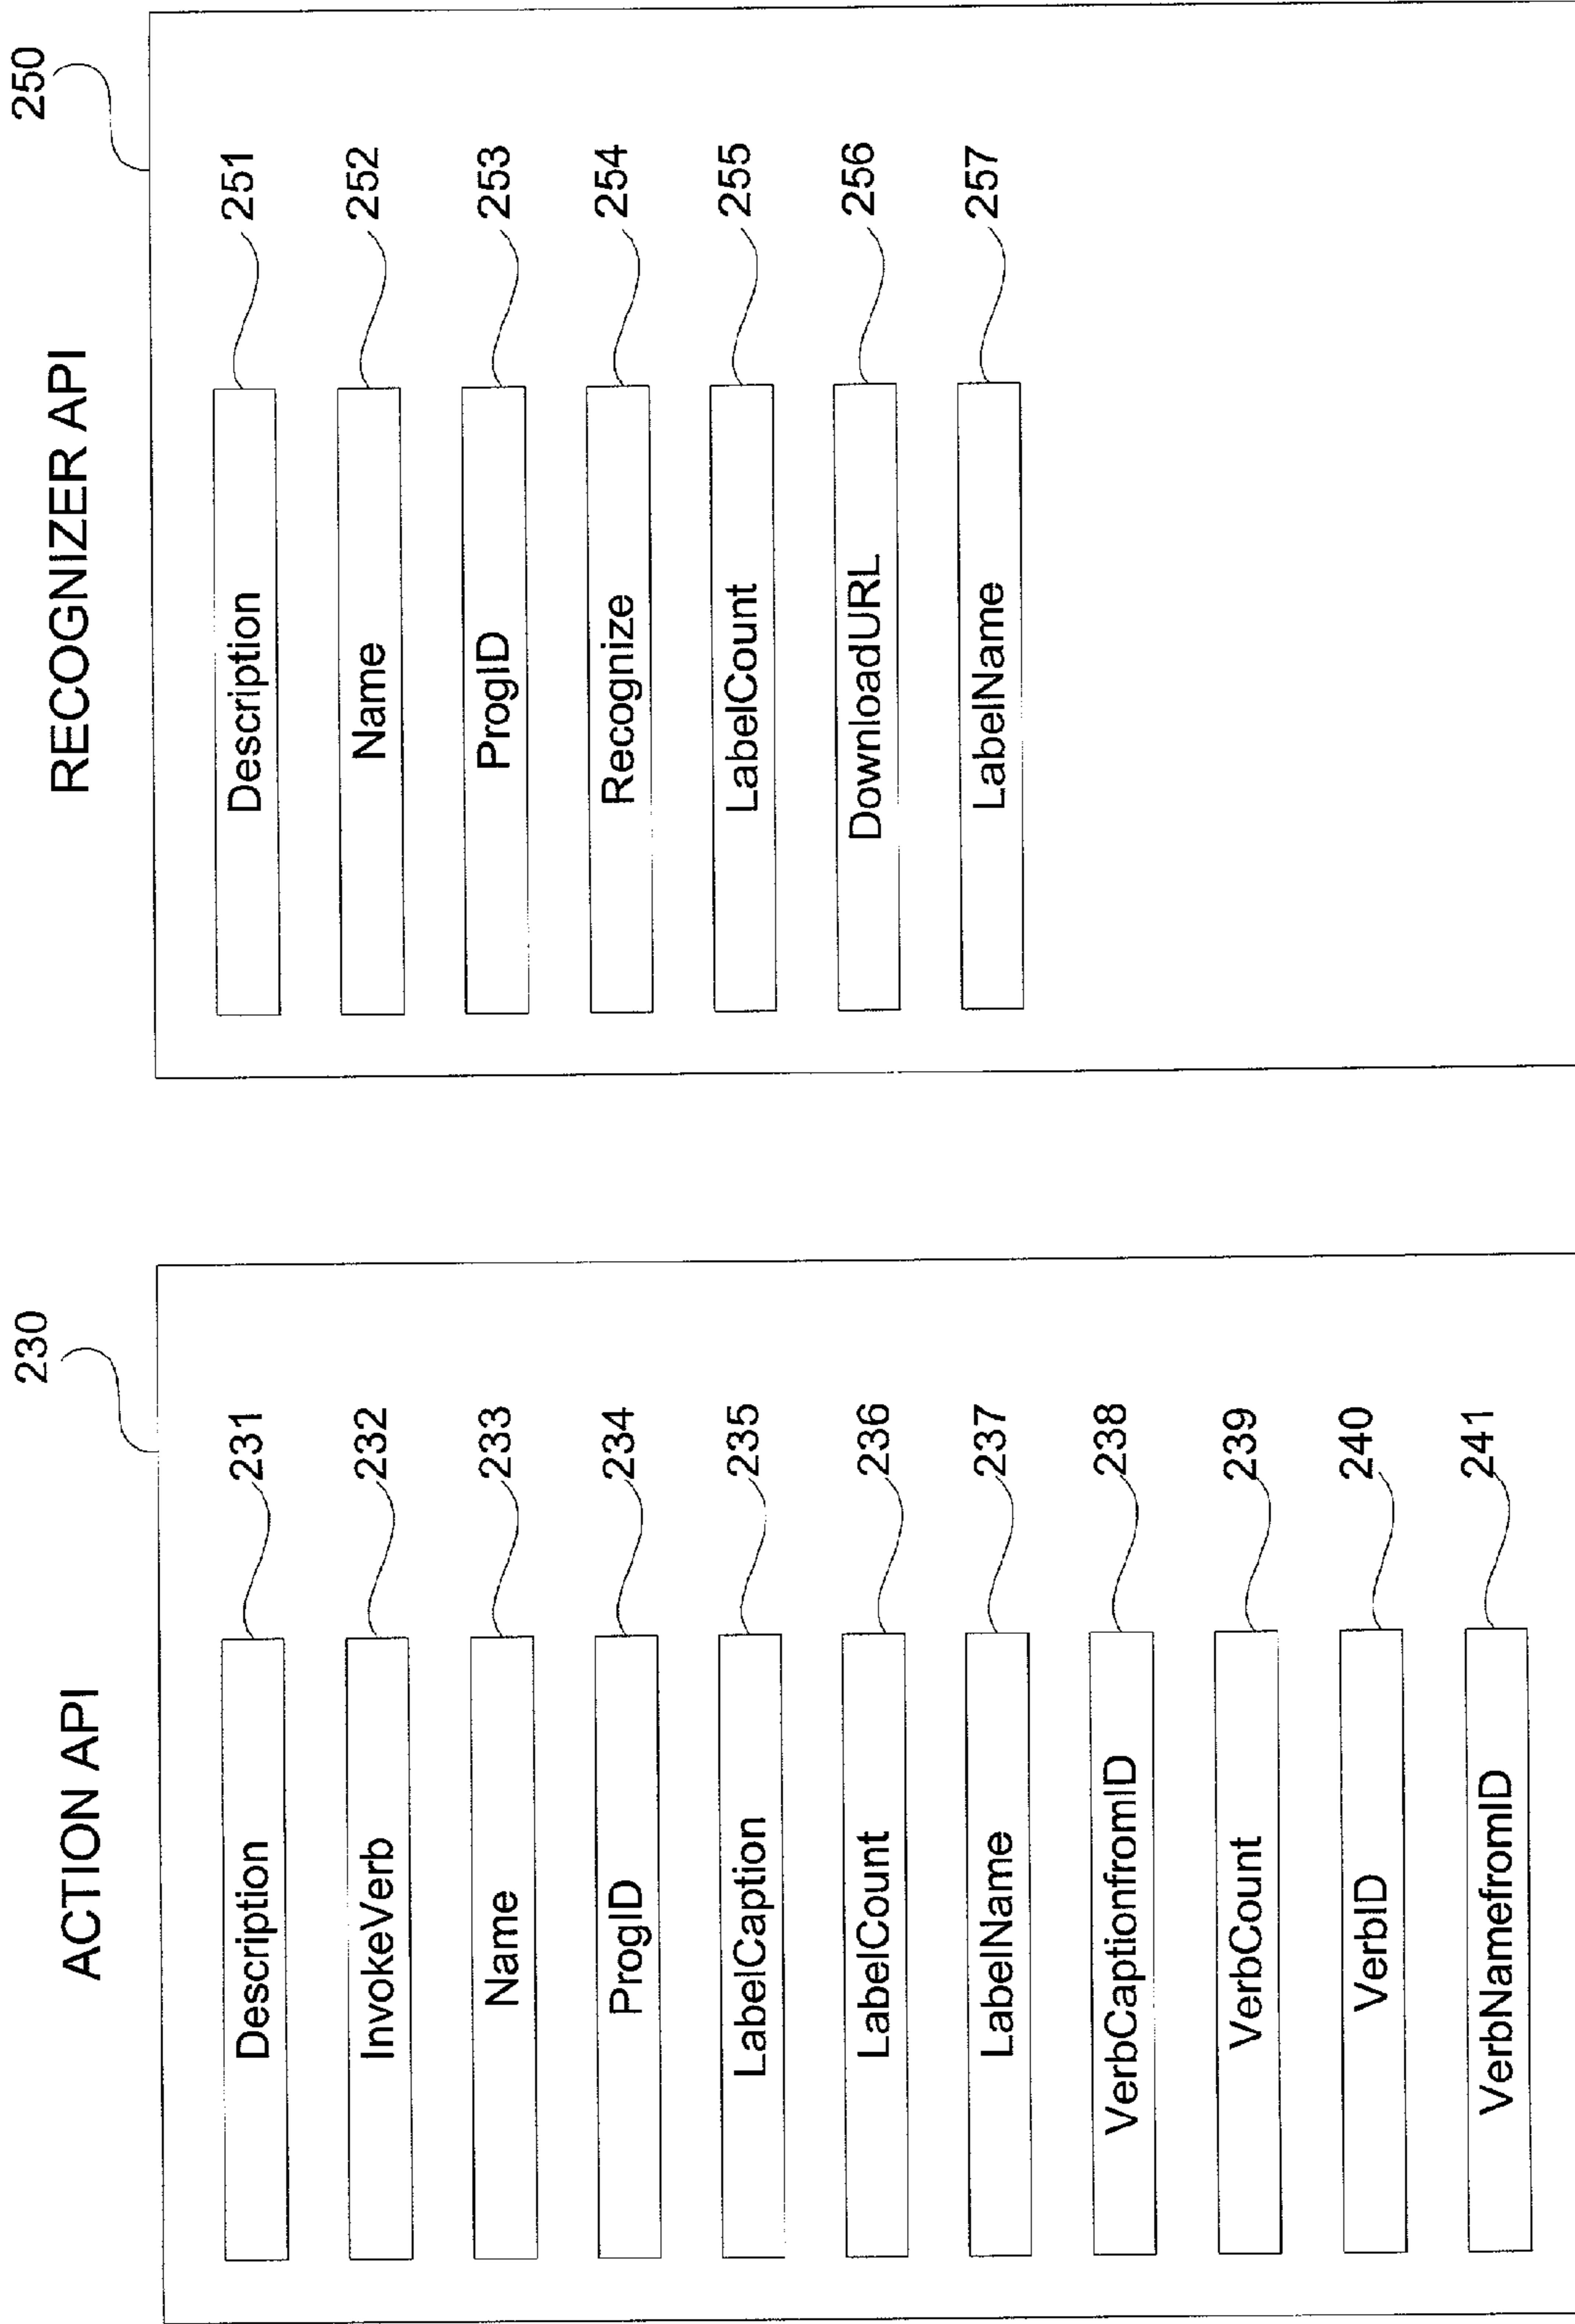 ACTION API
230
Description 231
InvokeVerb 232
Name 233
ProgID 234
LabelCaption 235
LabelCount 236
LabelName 237
VerbCaptionfromID 238
VerbCount 239
VerbID 240
VerbNamefromID 241
RECOGNIZER API
250
Description 251
Name 252
ProgID 253
Recognize 254
LabelCount 255
DownloadURL 256
LabelName 257